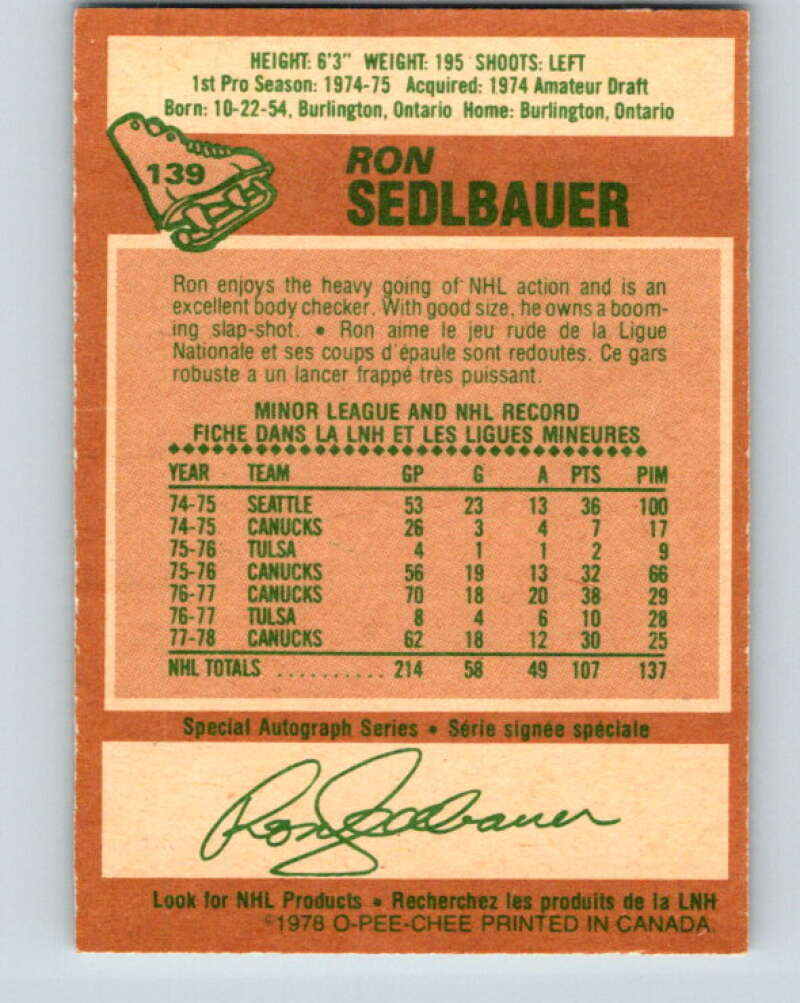 HEIGHT: 6'3" WEIGHT: 195 SHOOTS: LEFT
1st Pro Season: 1974-75 Acquired: 1974 Amateur Draft
Born: 10-22-54, Burlington, Ontario Home: Burlington, Ontario
139
RON
SEDLBAUER
Ron enjoys the heavy going of NHL action and is an
excellent body checker. With good size, he owns a boom-
ing slap-shot. • Ron aime le jeu rude de la Ligue
Nationale et ses coups d'épaule sont redoutés. Ce gars
robuste a un lancer frappé très puissant.
MINOR LEAGUE AND NHL RECORD
FICHE DANS LA LNH ET LES LIGUES MINEURES
YEAR TEAM GP G A PTS PIM
74-75 SEATTLE 53 23 13 36 100
74-75 CANUCKS 26 3 4 7 17
75-76 TULSA 4 1 1 2 9
75-76 CANUCKS 56 19 13 32 66
76-77 CANUCKS 70 18 20 38 29
76-77 TULSA 8 4 6 10 28
77-78 CANUCKS 62 18 12 30 25
NHL TOTALS .......... 214 58 49 107 137
Special Autograph Series • Série signée spéciale
Ron Sedlbauer
Look for NHL Products • Recherchez les produits de la LNH
©1978 O-PEE-CHEE PRINTED IN CANADA.